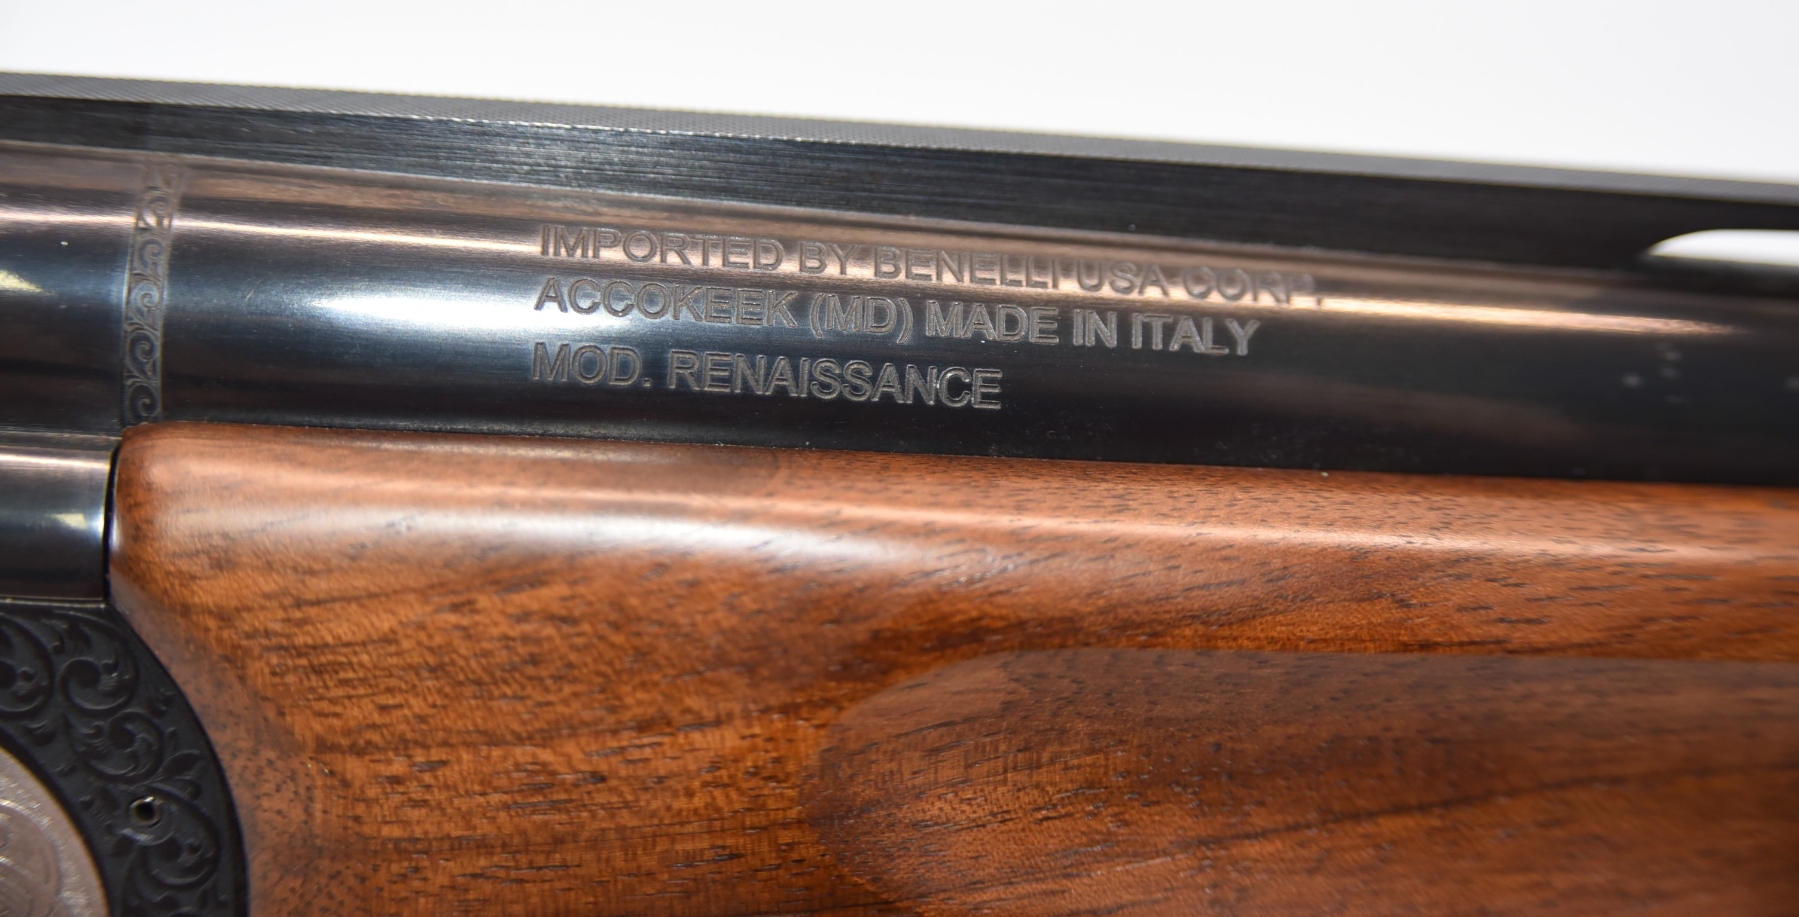 IMPORTED BY BENELLI USA CORP.
ACCOKEEK (MD) MADE IN ITALY
MOD. RENAISSANCE